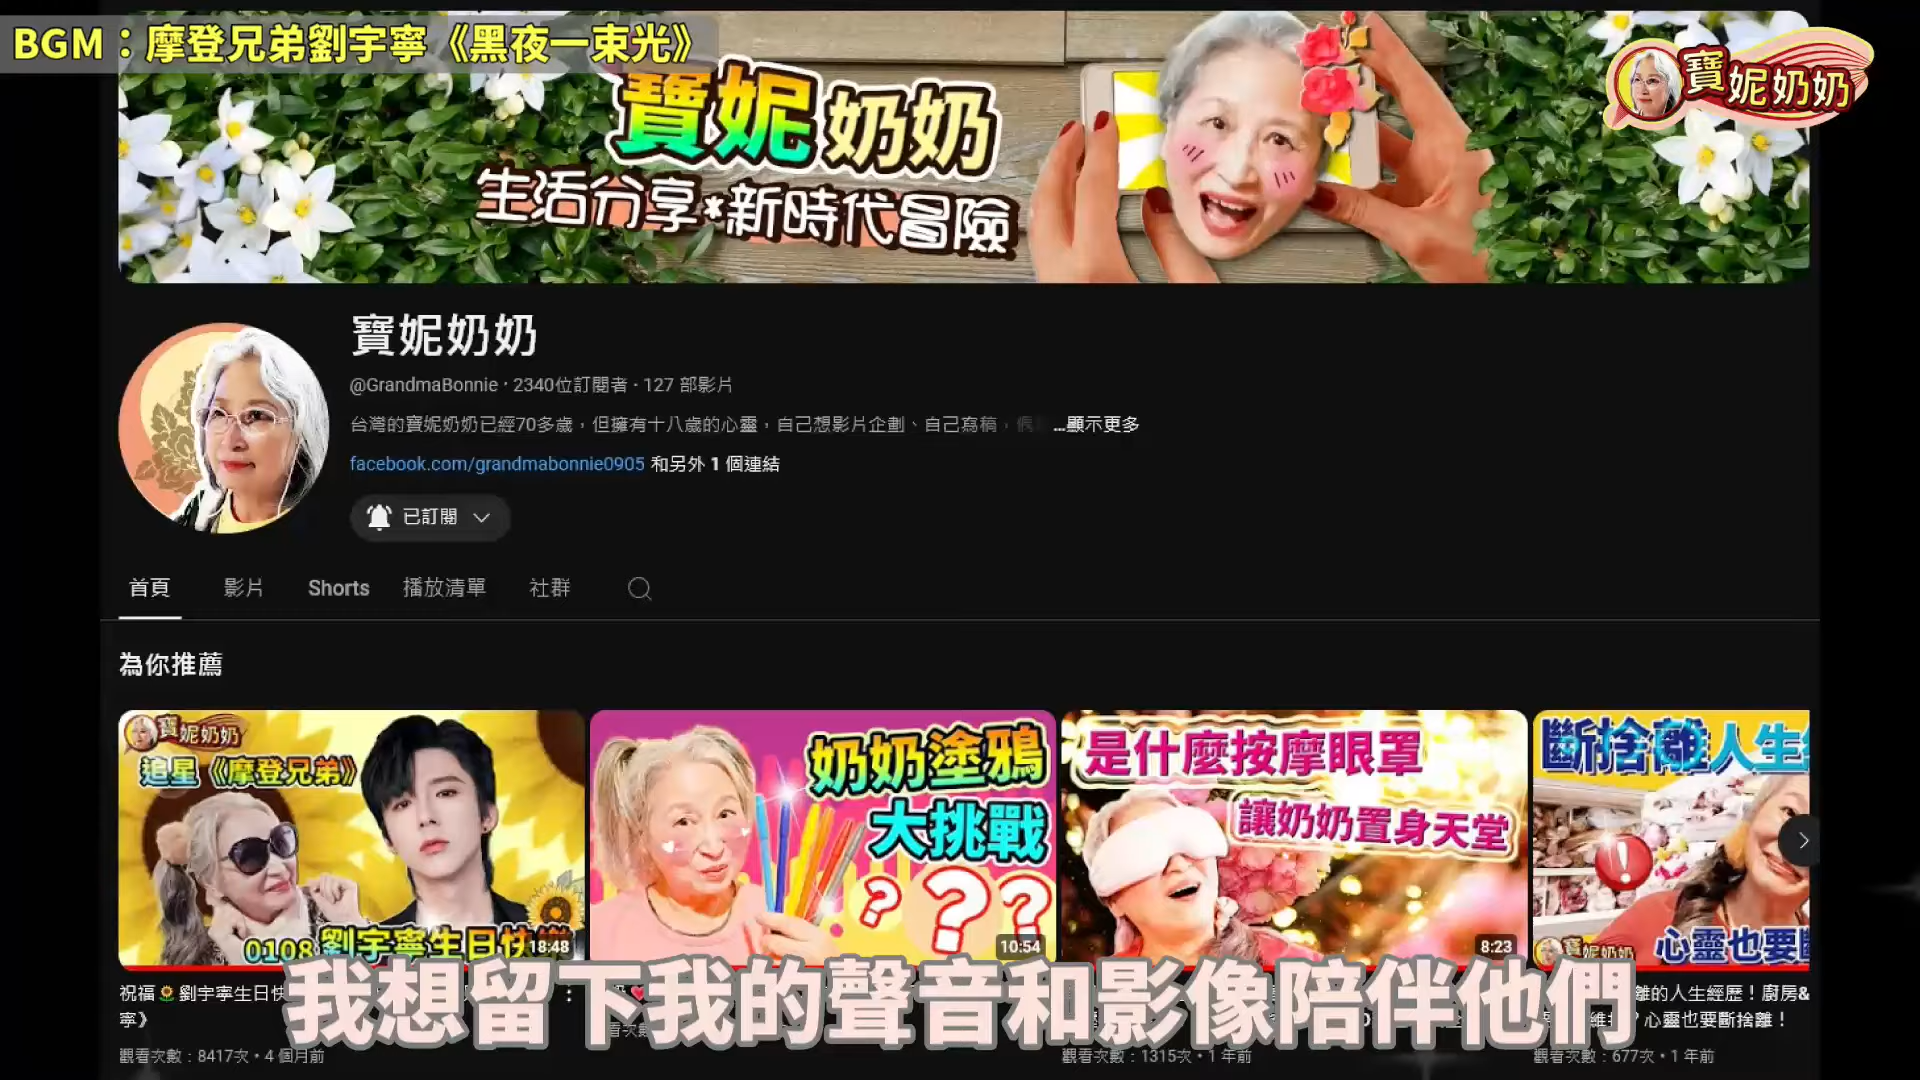 BGM：摩登兄弟劉宇寧《黑夜一束光》
寶妮奶奶
寶妮奶奶
生活分享*新時代冒險
寶妮奶奶
@GrandmaBonnie・2340位訂閱者・127 部影片
台灣的寶妮奶奶已經70多歲，但擁有十八歲的心靈，自己想影片企劃、自己寫稿，
...顯示更多
facebook.com/grandmabonnie0905 和另外 1 個連結
已訂閱
首頁 影片 Shorts 播放清單 社群
為你推薦
寶妮奶奶
追星《摩登兄弟》
0108劉宇寧生日快樂
18:48
奶奶塗鴉
大挑戰
???
10:54
是什麼按摩眼罩
讓奶奶置身天堂
8:23
斷捨離人生
!
寶妮奶奶
心靈也要
祝福🌻劉宇寧生日快
寧》
觀看次數：8417次・4 個月前
觀看次數：1315次・1 年前
離的人生經歷！廚房&
心靈也要斷捨離！
觀看次數：677次・1 年前
我想留下我的聲音和影像陪伴他們